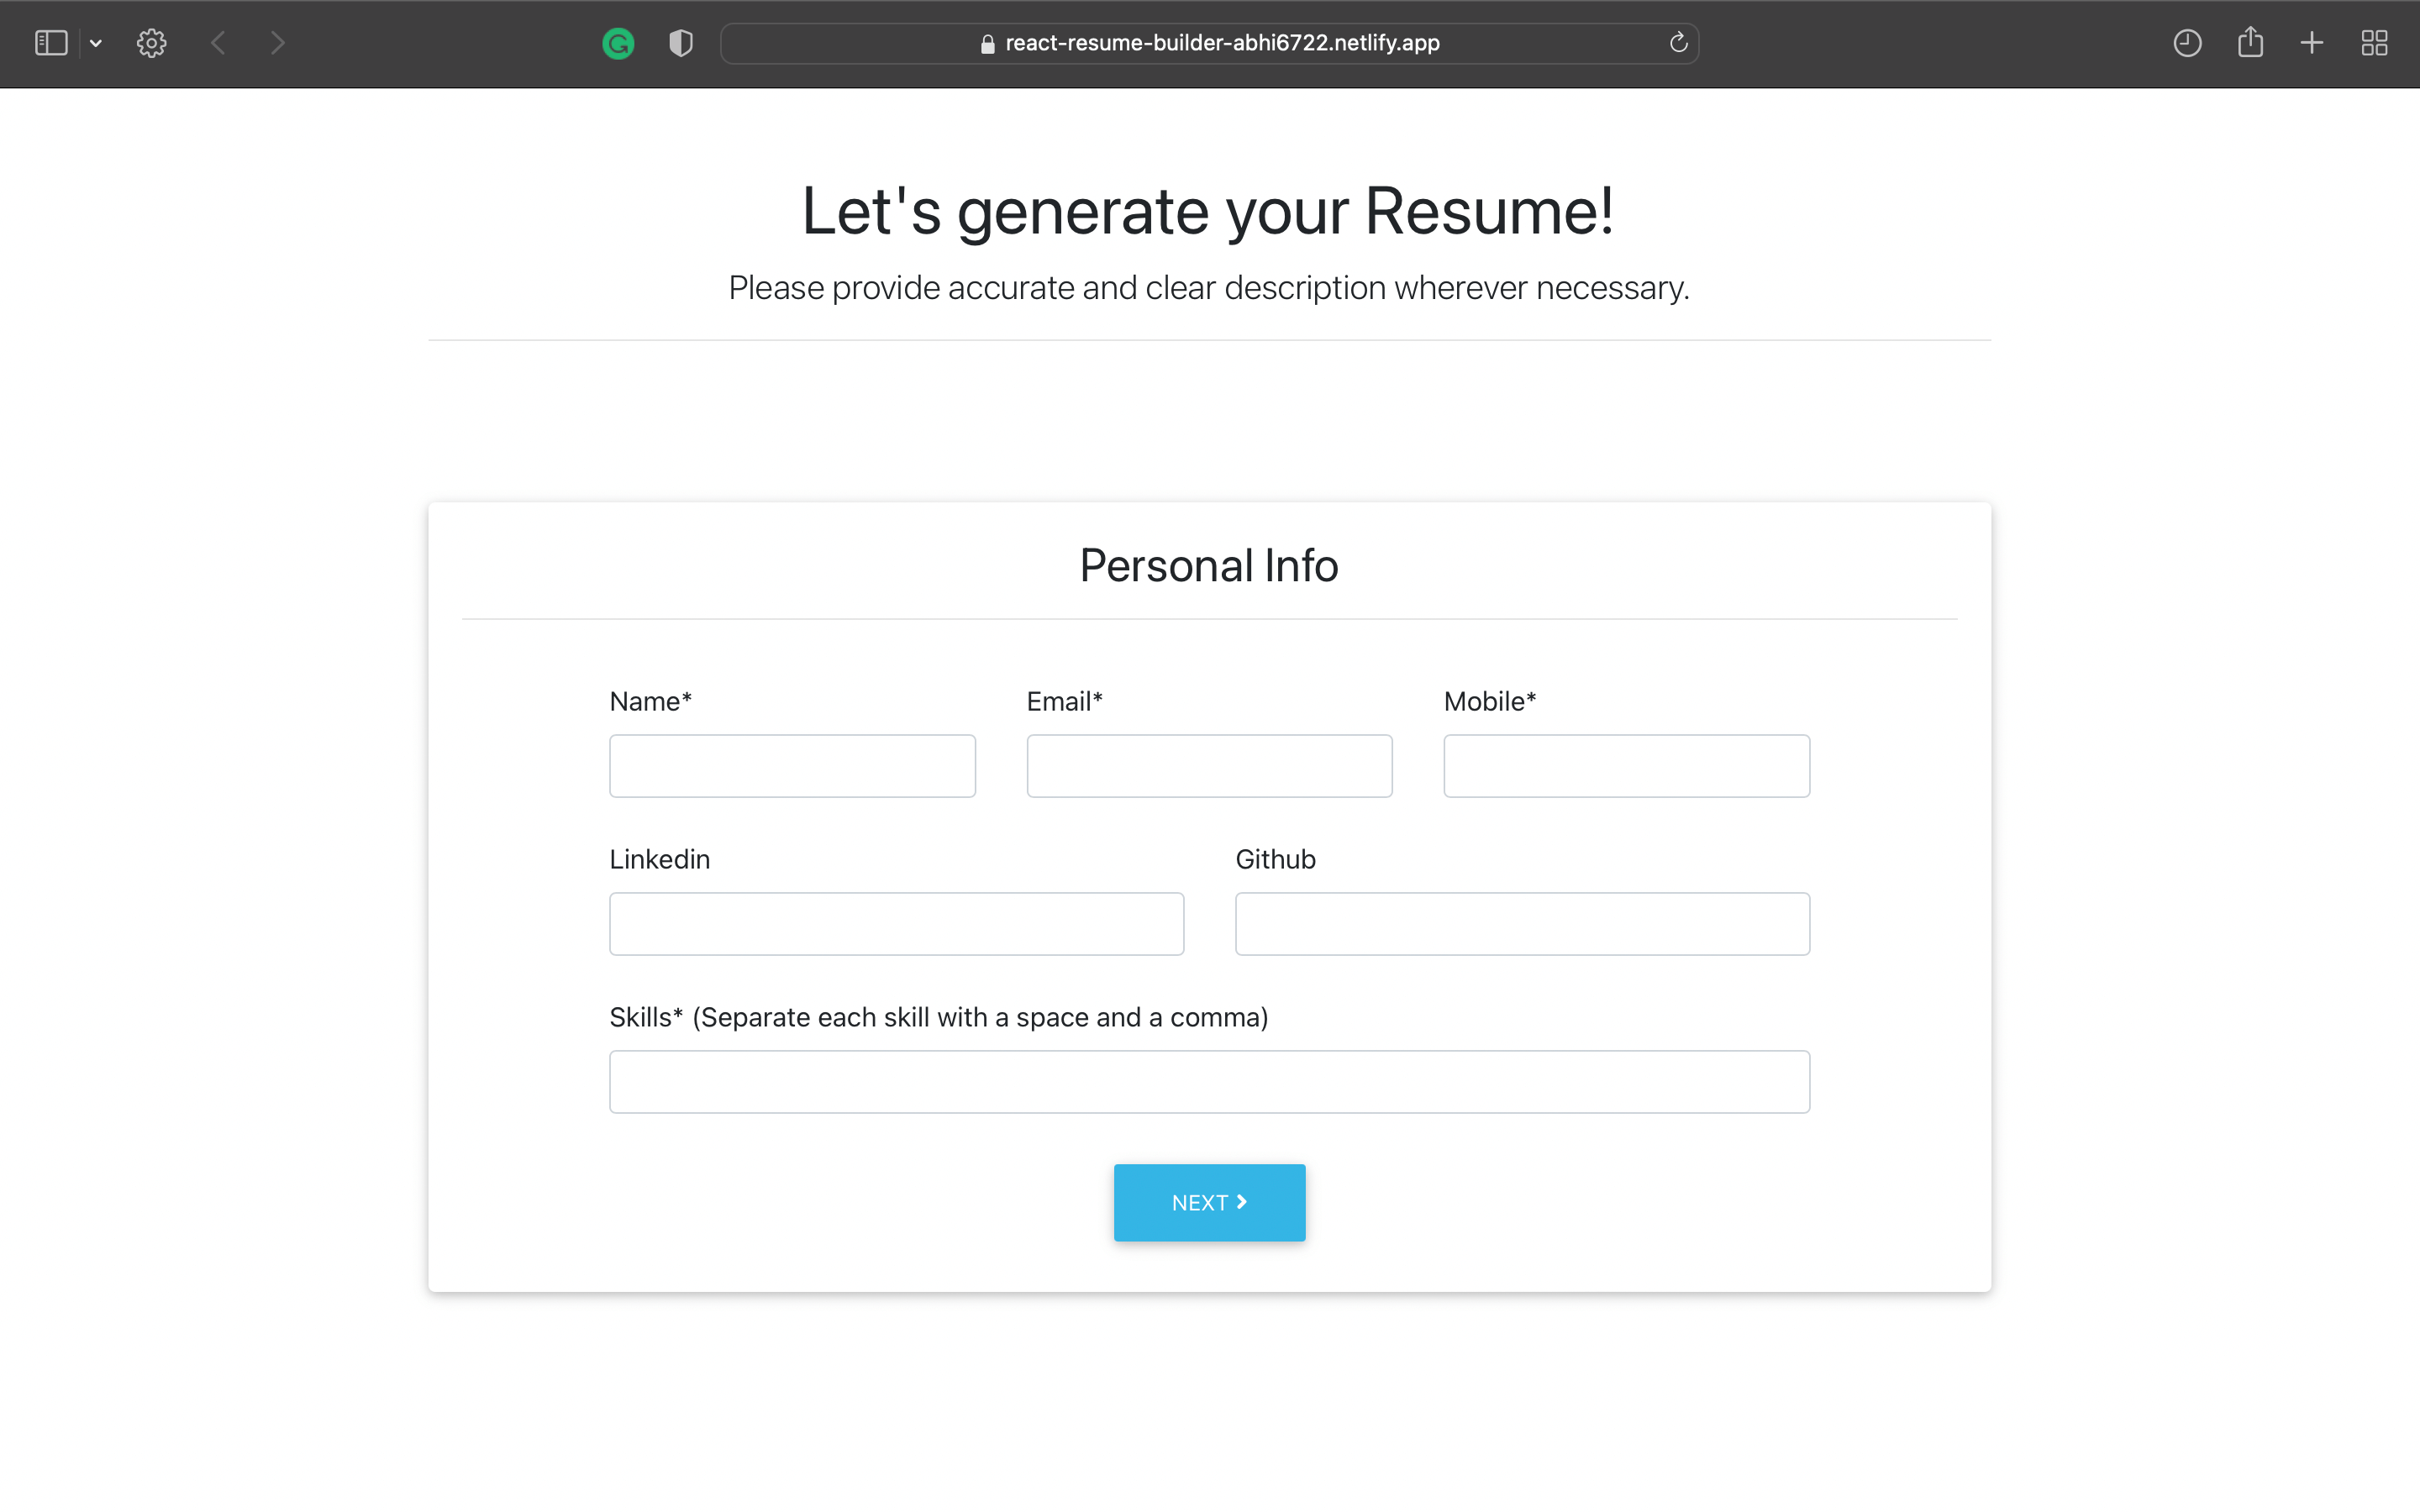 react-resume-builder-abhi6722.netlify.app
Let's generate your Resume!
Please provide accurate and clear description wherever necessary.
Personal Info
Name* Email* Mobile*
Linkedin Github
Skills* (Separate each skill with a space and a comma)
NEXT